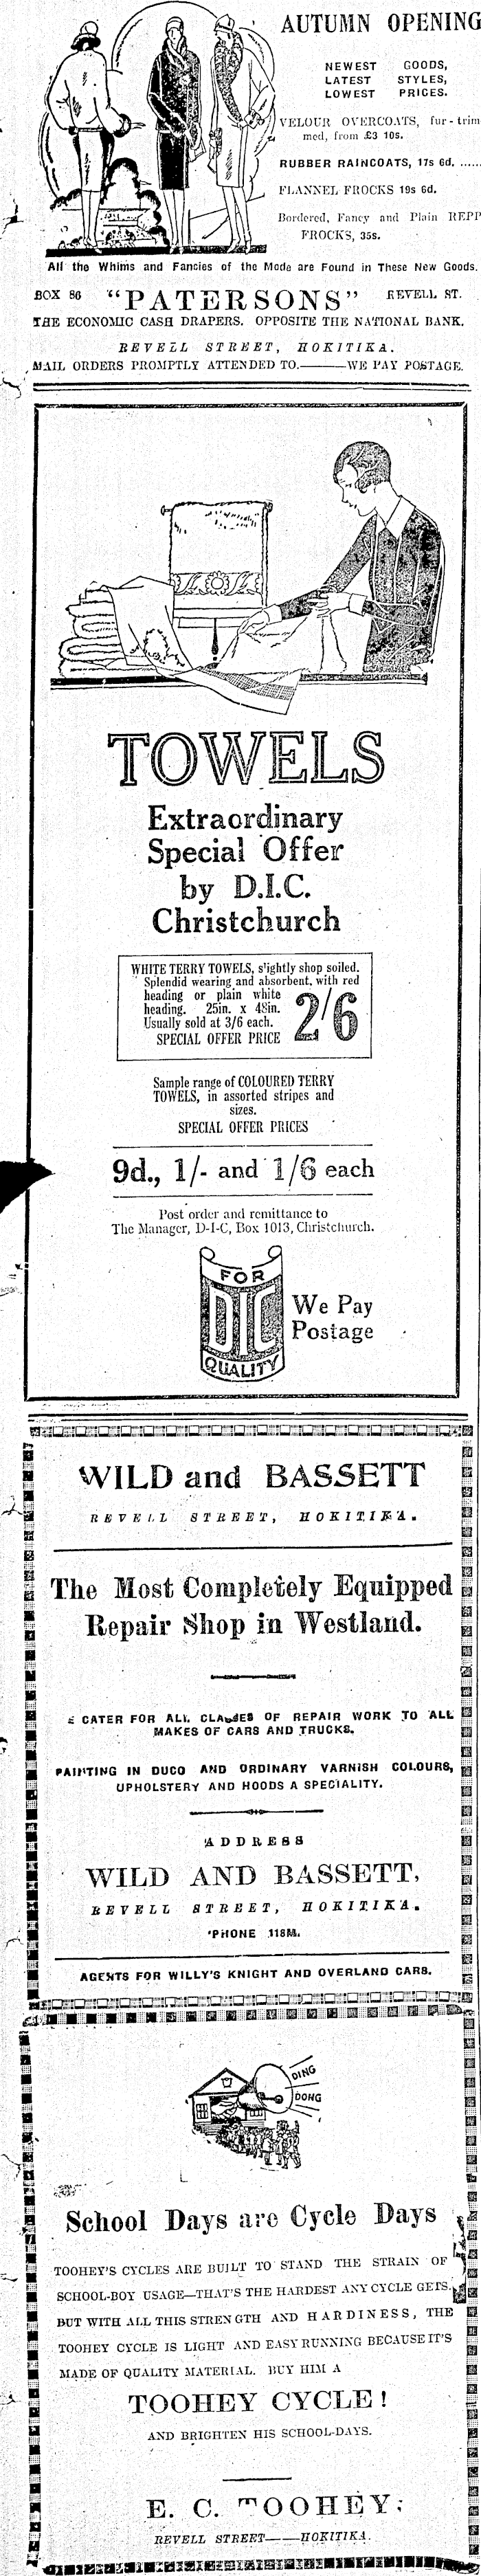 AUTUMN OPENING
NEWEST GOODS,
LATEST STYLES,
LOWEST PRICES.
VELOUR OVERCOATS, fur-trim
med, from £3 10s.
RUBBER RAINCOATS, 17s 6d. ......
FLANNEL FROCKS 19s 6d.
Bordered, Fancy and Plain REPP
FROCKS, 35s.
All the Whims and Fancies of the Mode are Found in These New Goods.
BOX 86 "PATERSONS" REVELL ST.
THE ECONOMIC CASH DRAPERS. OPPOSITE THE NATIONAL BANK.
REVELL STREET, HOKITIKA.
MAIL ORDERS PROMPTLY ATTENDED TO.———WE PAY POSTAGE.
TOWELS
Extraordinary
Special Offer
by D.I.C.
Christchurch
WHITE TERRY TOWELS, s'ightly shop soiled.
Splendid wearing and absorbent, with red
heading or plain white
heading. 25in. x 48in.
Usually sold at 3/6 each.
SPECIAL OFFER PRICE 2/6
Sample range of COLOURED TERRY
TOWELS, in assorted stripes and
sizes.
SPECIAL OFFER PRICES
9d., 1/- and 1/6 each
Post order and remittance to
The Manager, D-I-C, Box 1013, Christchurch.
FOR
DIC
QUALITY
We Pay
Postage
WILD and BASSETT
REVELL STREET, HOKITIKA.
The Most Completely Equipped
Repair Shop in Westland.
E CATER FOR ALL CLASSES OF REPAIR WORK TO ALL
MAKES OF CARS AND TRUCKS.
PAINTING IN DUCO AND ORDINARY VARNISH COLOURS,
UPHOLSTERY AND HOODS A SPECIALITY.
ADDRESS
WILD AND BASSETT,
REVELL STREET, HOKITIKA.
'PHONE 118M.
AGENTS FOR WILLY'S KNIGHT AND OVERLAND CARS.
DING
DONG
School Days are Cycle Days
TOOHEY'S CYCLES ARE BUILT TO STAND THE STRAIN OF
SCHOOL-BOY USAGE—THAT'S THE HARDEST ANY CYCLE GETS.
BUT WITH ALL THIS STRENGTH AND HARDINESS, THE
TOOHEY CYCLE IS LIGHT AND EASY RUNNING BECAUSE IT'S
MADE OF QUALITY MATERIAL. BUY HIM A
TOOHEY CYCLE!
AND BRIGHTEN HIS SCHOOL-DAYS.
E. C. TOOHEY;
REVELL STREET——HOKITIKA.